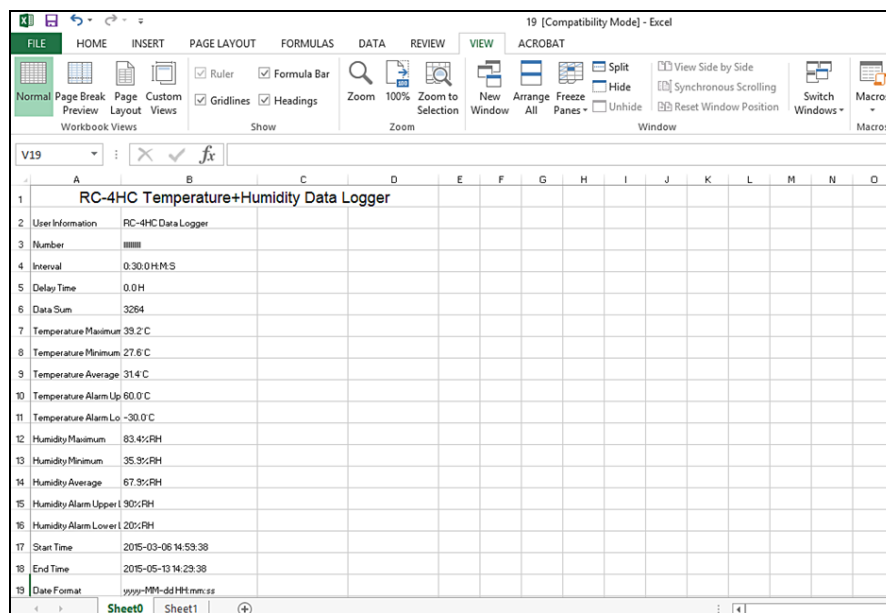 19 [Compatibility Mode] - Excel
FILE HOME INSERT PAGE LAYOUT FORMULAS DATA REVIEW VIEW ACROBAT
Normal Page Break Preview Page Layout Custom Views
Workbook Views
Ruler Formula Bar
Gridlines Headings
Show
Zoom 100% Zoom to Selection
Zoom
New Window Arrange All Freeze Panes
Split
Hide
Unhide
View Side by Side
Synchronous Scrolling
Reset Window Position
Window
Switch Windows
Macros
Macros
V19 fx
A B C D E F G H I J K L M N O
1 RC-4HC Temperature+Humidity Data Logger
2 User Information RC-4HC Data Logger
3 Number
4 Interval 0:30:0 H:M:S
5 Delay Time 0.0 H
6 Data Sum 3264
7 Temperature Maximum 39.2°C
8 Temperature Minimum 27.6°C
9 Temperature Average 31.4°C
10 Temperature Alarm Up 60.0°C
11 Temperature Alarm Lo -30.0°C
12 Humidity Maximum 83.4%RH
13 Humidity Minimum 35.9%RH
14 Humidity Average 67.9%RH
15 Humidity Alarm Upper L 90%RH
16 Humidity Alarm Lower L 20%RH
17 Start Time 2015-03-06 14:59:38
18 End Time 2015-05-13 14:29:38
19 Date Format yyyy-MM-dd HH:mm:ss
Sheet0 Sheet1